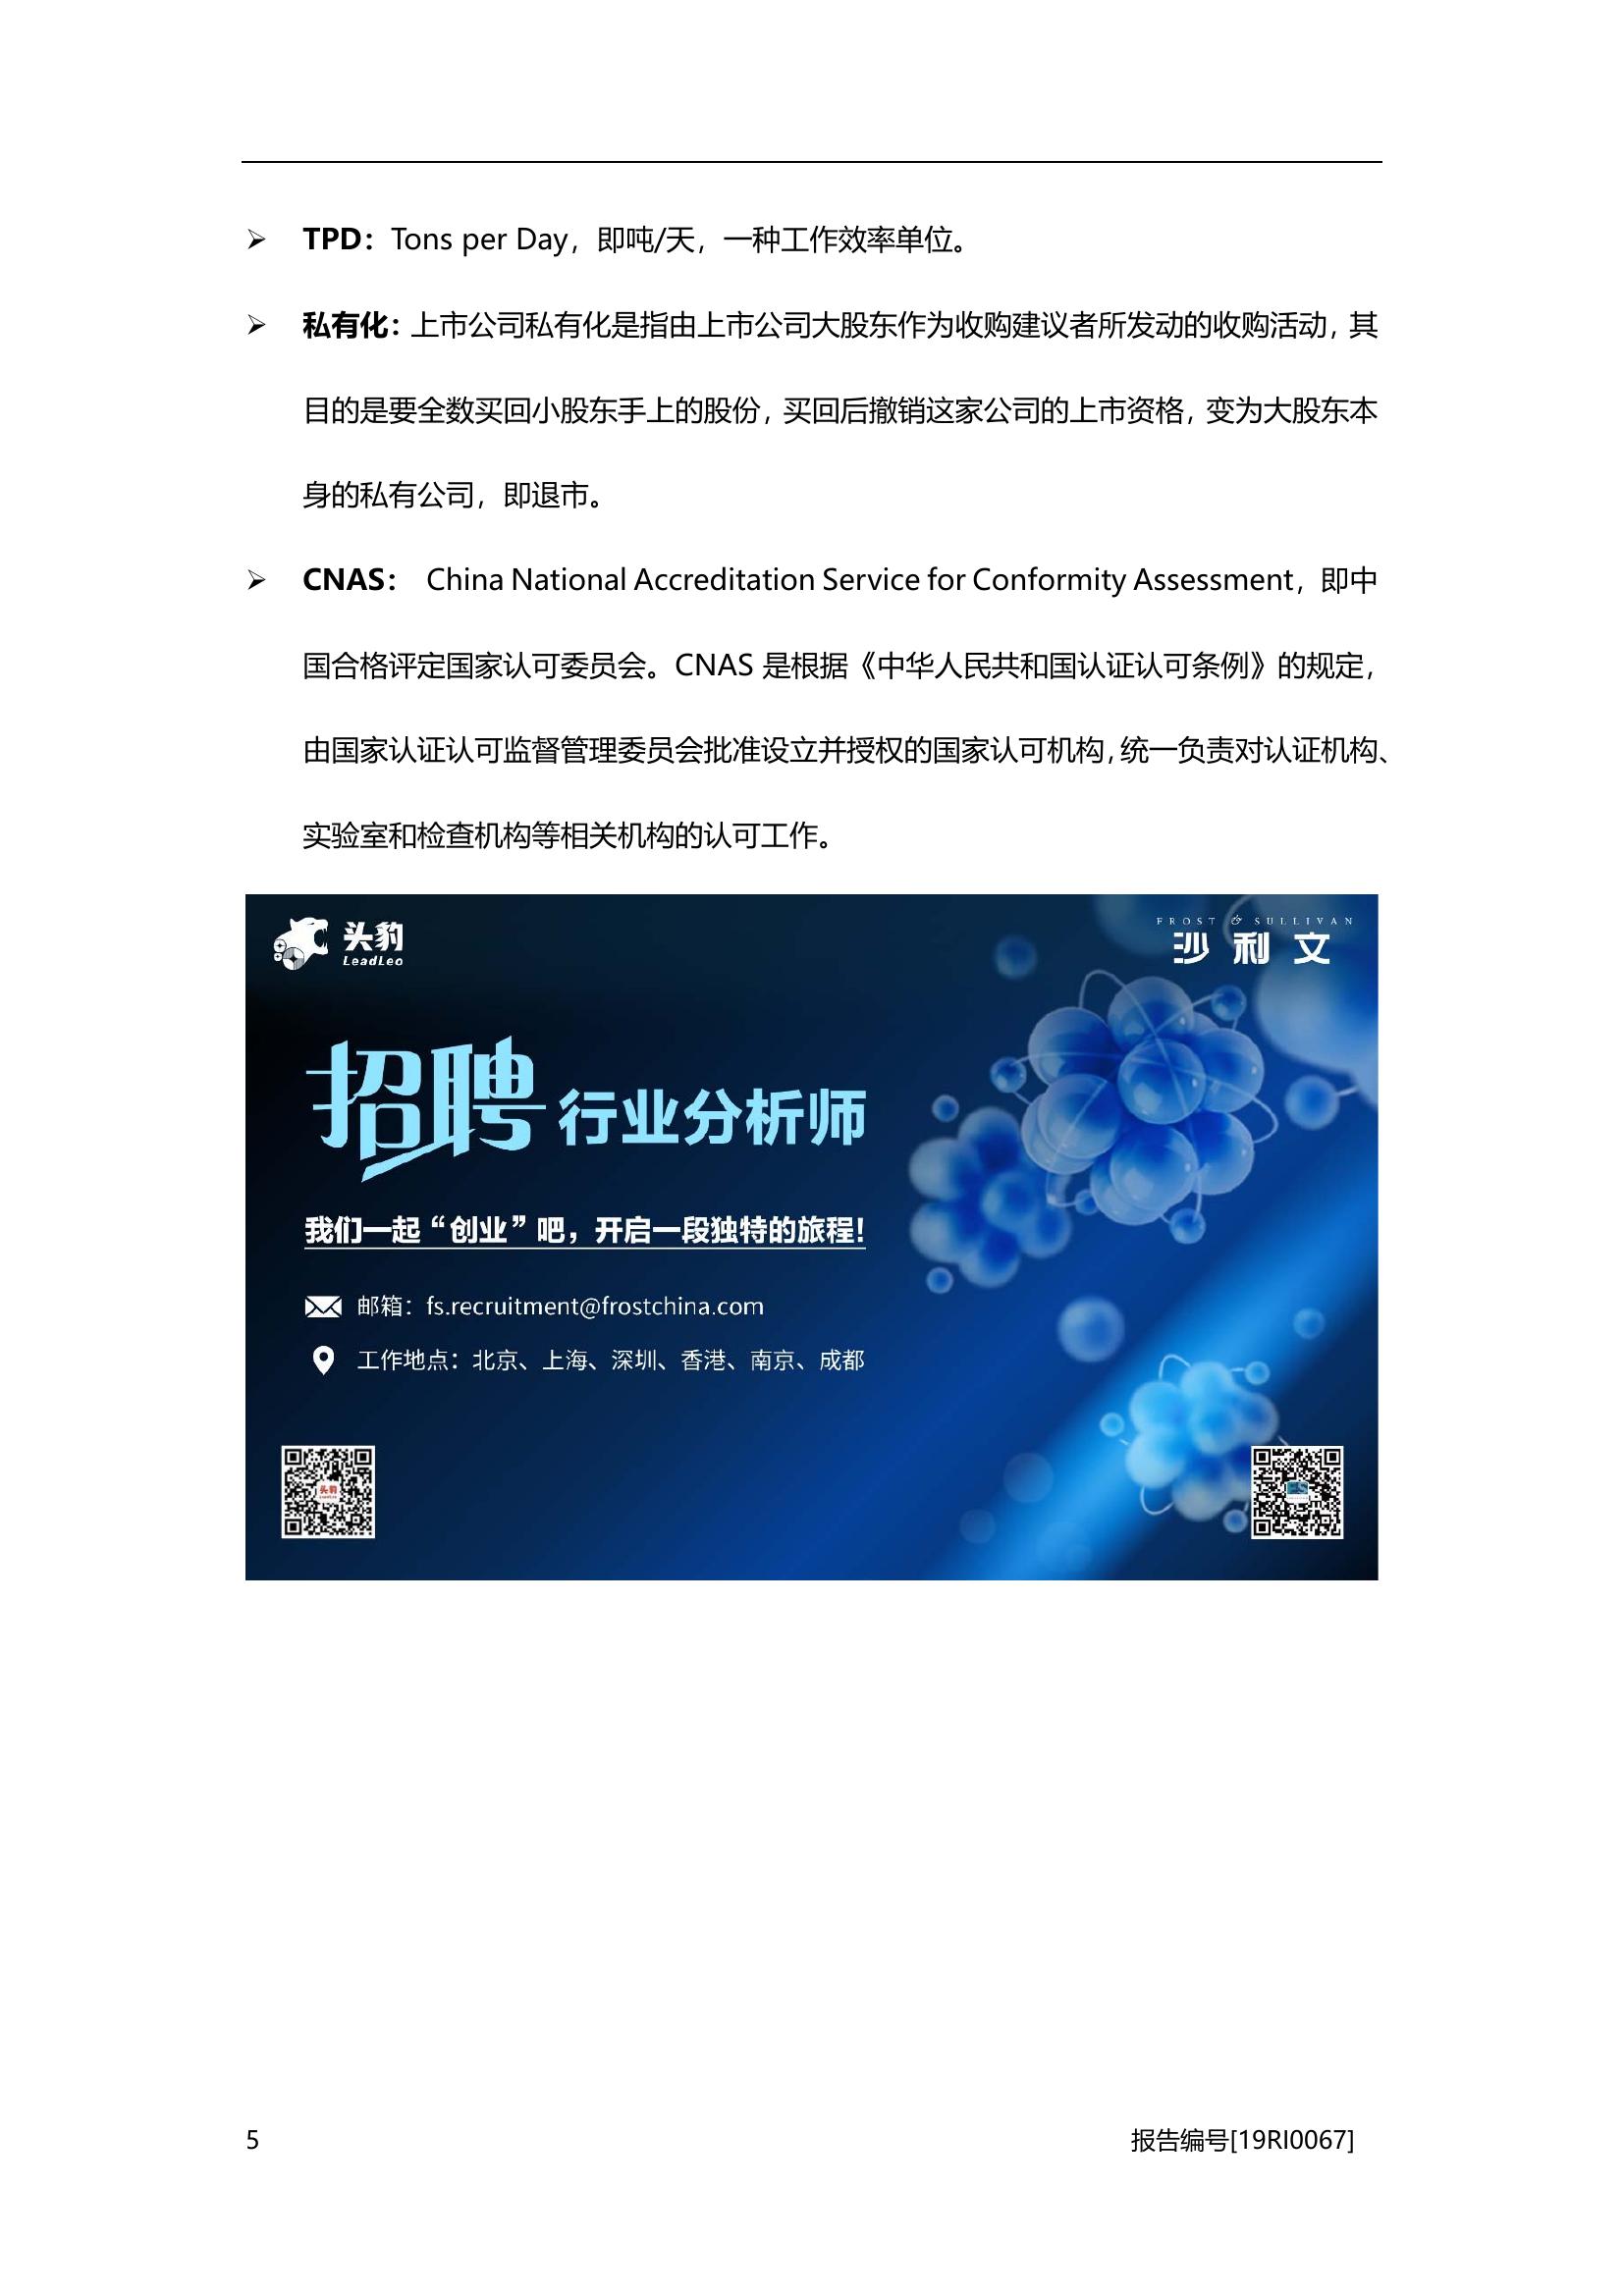 ➢ TPD：Tons per Day，即吨/天，一种工作效率单位。
➢ 私有化：上市公司私有化是指由上市公司大股东作为收购建议者所发动的收购活动，其
目的是要全数买回小股东手上的股份，买回后撤销这家公司的上市资格，变为大股东本
身的私有公司，即退市。
➢ CNAS： China National Accreditation Service for Conformity Assessment，即中
国合格评定国家认可委员会。CNAS 是根据《中华人民共和国认证认可条例》的规定，
由国家认证认可监督管理委员会批准设立并授权的国家认可机构，统一负责对认证机构、
实验室和检查机构等相关机构的认可工作。
头豹
LeadLeo
FROST & SULLIVAN
沙利文
招聘 行业分析师
我们一起“创业”吧，开启一段独特的旅程！
邮箱：fs.recruitment@frostchina.com
工作地点：北京、上海、深圳、香港、南京、成都
头豹
FS
5 报告编号[19RI0067]